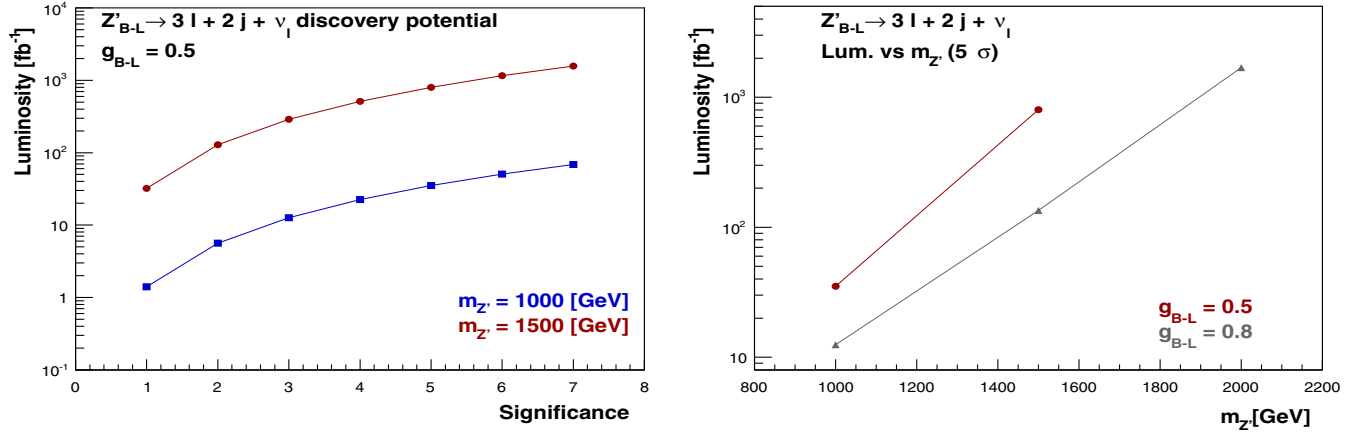 Z'B-L → 3 l + 2 j + νl discovery potential
gB-L = 0.5
Luminosity [fb-1]
10^4
10^3
10^2
10
1
10^-1
mZ' = 1000 [GeV]
mZ' = 1500 [GeV]
0 1 2 3 4 5 6 7 8
Significance
Z'B-L → 3 l + 2 j + νl
Lum. vs mZ' (5 σ)
Luminosity [fb-1]
10^3
10^2
10
gB-L = 0.5
gB-L = 0.8
800 1000 1200 1400 1600 1800 2000 2200
mZ' [GeV]